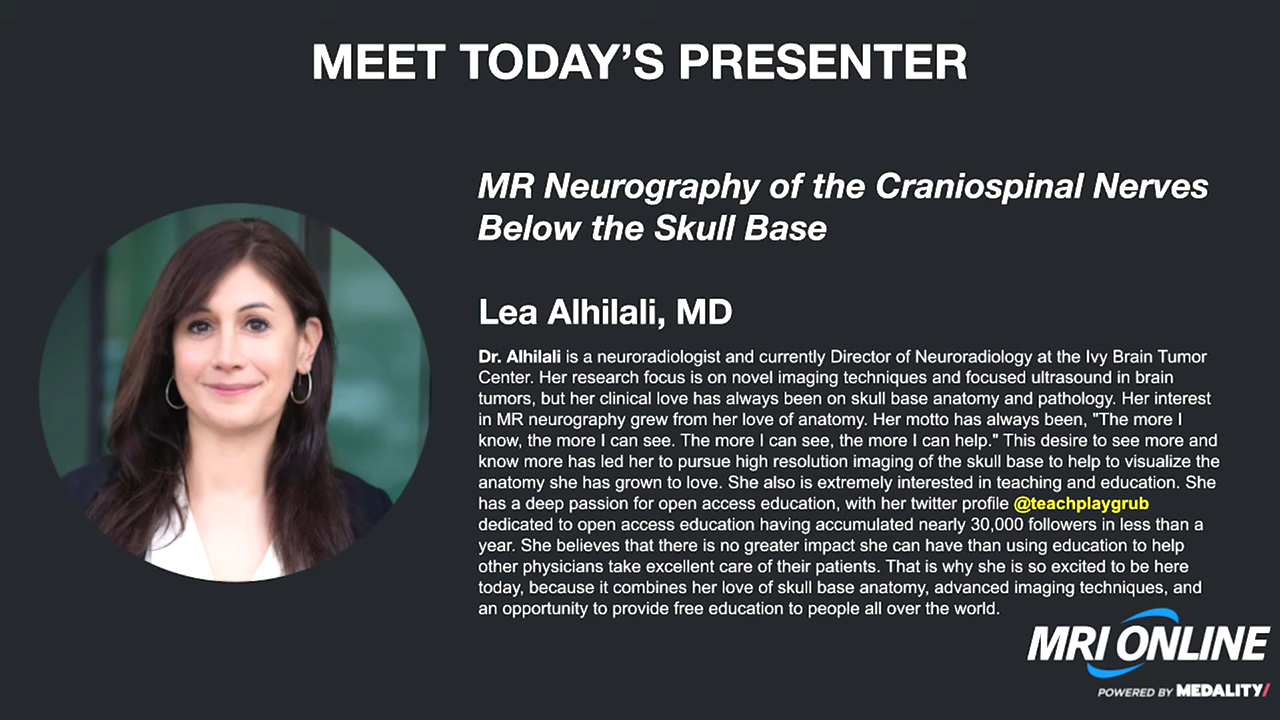 MEET TODAY’S PRESENTER
MR Neurography of the Craniospinal Nerves
Below the Skull Base
Lea Alhilali, MD
Dr. Alhilali is a neuroradiologist and currently Director of Neuroradiology at the Ivy Brain Tumor
Center. Her research focus is on novel imaging techniques and focused ultrasound in brain
tumors, but her clinical love has always been on skull base anatomy and pathology. Her interest
in MR neurography grew from her love of anatomy. Her motto has always been, "The more I
know, the more I can see. The more I can see, the more I can help." This desire to see more and
know more has led her to pursue high resolution imaging of the skull base to help to visualize the
anatomy she has grown to love. She also is extremely interested in teaching and education. She
has a deep passion for open access education, with her twitter profile @teachplaygrub
dedicated to open access education having accumulated nearly 30,000 followers in less than a
year. She believes that there is no greater impact she can have than using education to help
other physicians take excellent care of their patients. That is why she is so excited to be here
today, because it combines her love of skull base anatomy, advanced imaging techniques, and
an opportunity to provide free education to people all over the world.
MRI ONLINE
POWERED BY MEDALITY/